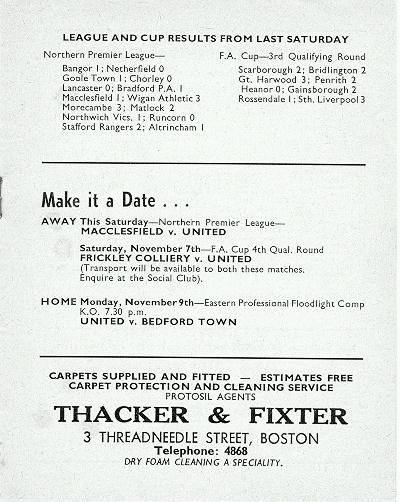 LEAGUE AND CUP RESULTS FROM LAST SATURDAY
Northern Premier League—
Bangor 1; Netherfield 0
Goole Town 1; Chorley 0
Lancaster 0; Bradford P.A. 1
Macclesfield 1; Wigan Athletic 3
Morecambe 3; Matlock 2
Northwich Vics. 1; Runcorn 0
Stafford Rangers 2; Altrincham 1
F.A. Cup—3rd Qualifying Round
Scarborough 2; Bridlington 2
Gt. Harwood 3; Penrith 2
Heanor 0; Gainsborough 2
Rossendale 1; Sth. Liverpool 3
Make it a Date . . .
AWAY This Saturday—Northern Premier League—
MACCLESFIELD v. UNITED
Saturday, November 7th—F.A. Cup 4th Qual. Round
FRICKLEY COLLIERY v. UNITED
(Transport will be available to both these matches.
Enquire at the Social Club).
HOME Monday, November 9th—Eastern Professional Floodlight Comp
K.O. 7.30 p.m.
UNITED v. BEDFORD TOWN
CARPETS SUPPLIED AND FITTED — ESTIMATES FREE
CARPET PROTECTION AND CLEANING SERVICE
PROTOSIL AGENTS
THACKER & FIXTER
3 THREADNEEDLE STREET, BOSTON
Telephone: 4868
DRY FOAM CLEANING A SPECIALITY.